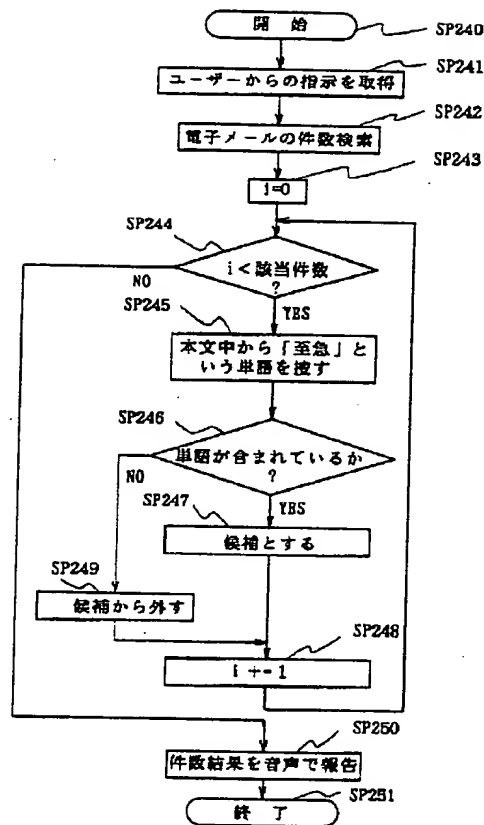 開始
SP240
SP241
ユーザーからの指示を取得
SP242
電子メールの件数検索
SP243
i=0
SP244
i<該当件数
?
NO
YES
SP245
本文中から「至急」と
いう単語を捜す
SP246
単語が含まれているか
?
NO
YES
SP247
候補とする
SP249
候補から外す
SP248
i +- 1
SP250
件数結果を音声で報告
SP251
終了